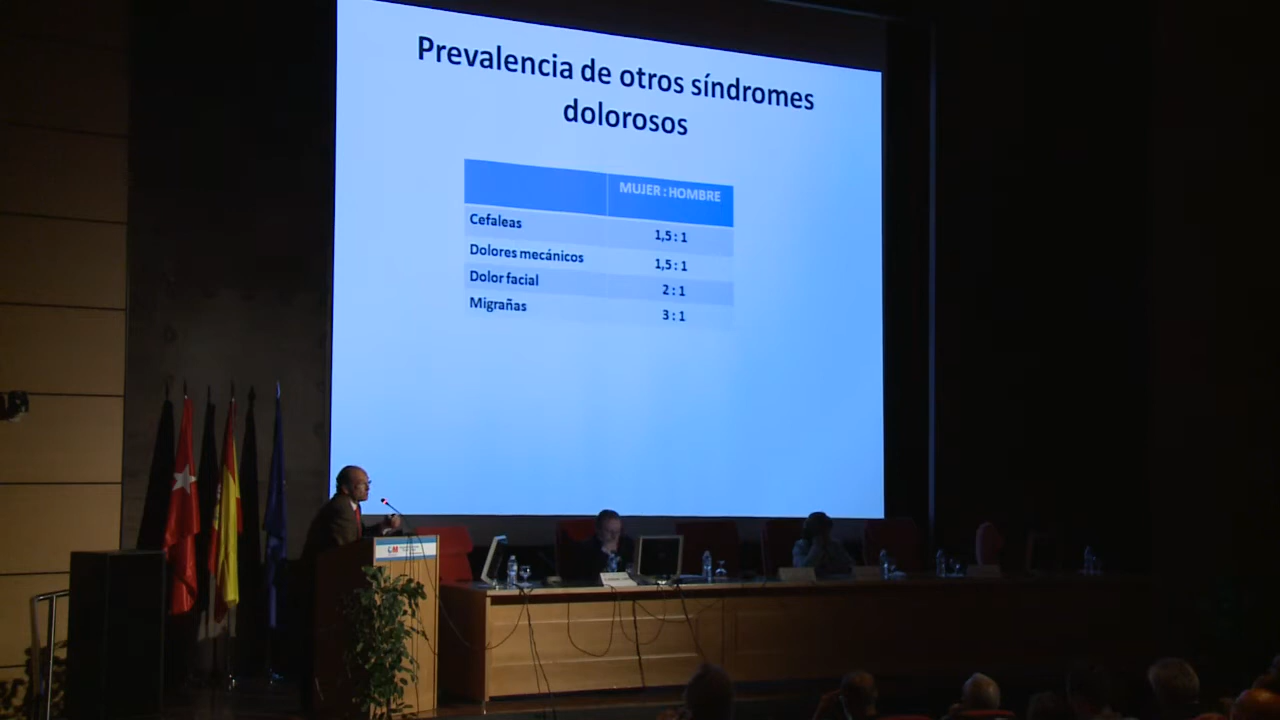 Prevalencia de otros síndromes
dolorosos
MUJER : HOMBRE
Cefaleas 1,5 : 1
Dolores mecánicos 1,5 : 1
Dolor facial 2 : 1
Migrañas 3 : 1